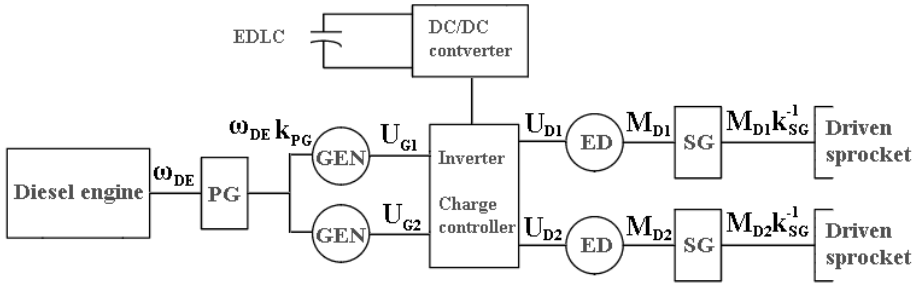 EDLC
DC/DC
contverter
ω_DE k_PG
U_G1
U_D1
M_D1
M_D1 k_SG^-1
GEN
Inverter
ED
SG
Driven
sprocket
Diesel engine
ω_DE
PG
Charge
controller
GEN
U_G2
U_D2
M_D2
M_D2 k_SG^-1
ED
SG
Driven
sprocket